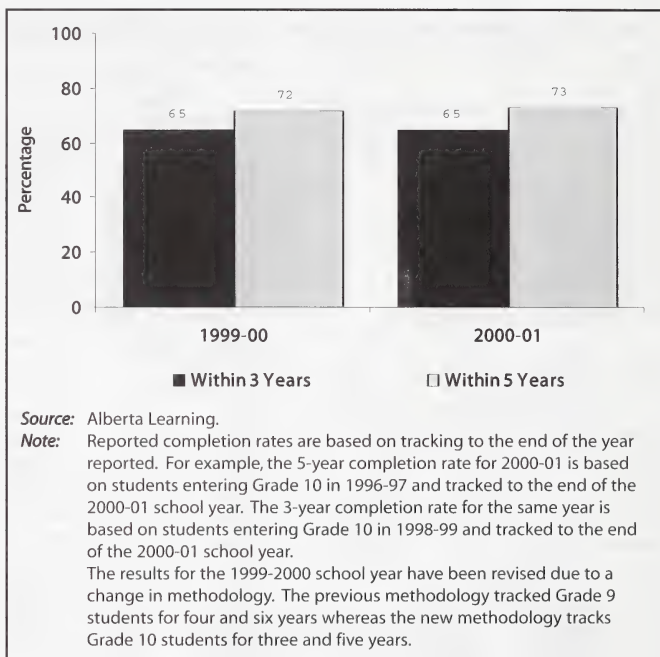 100
80
60
40
20
0
Percentage
65
72
65
73
1999-00
2000-01
Within 3 Years
Within 5 Years
Source: Alberta Learning.
Note: Reported completion rates are based on tracking to the end of the year
reported. For example, the 5-year completion rate for 2000-01 is based
on students entering Grade 10 in 1996-97 and tracked to the end of the
2000-01 school year. The 3-year completion rate for the same year is
based on students entering Grade 10 in 1998-99 and tracked to the end
of the 2000-01 school year.
The results for the 1999-2000 school year have been revised due to a
change in methodology. The previous methodology tracked Grade 9
students for four and six years whereas the new methodology tracks
Grade 10 students for three and five years.